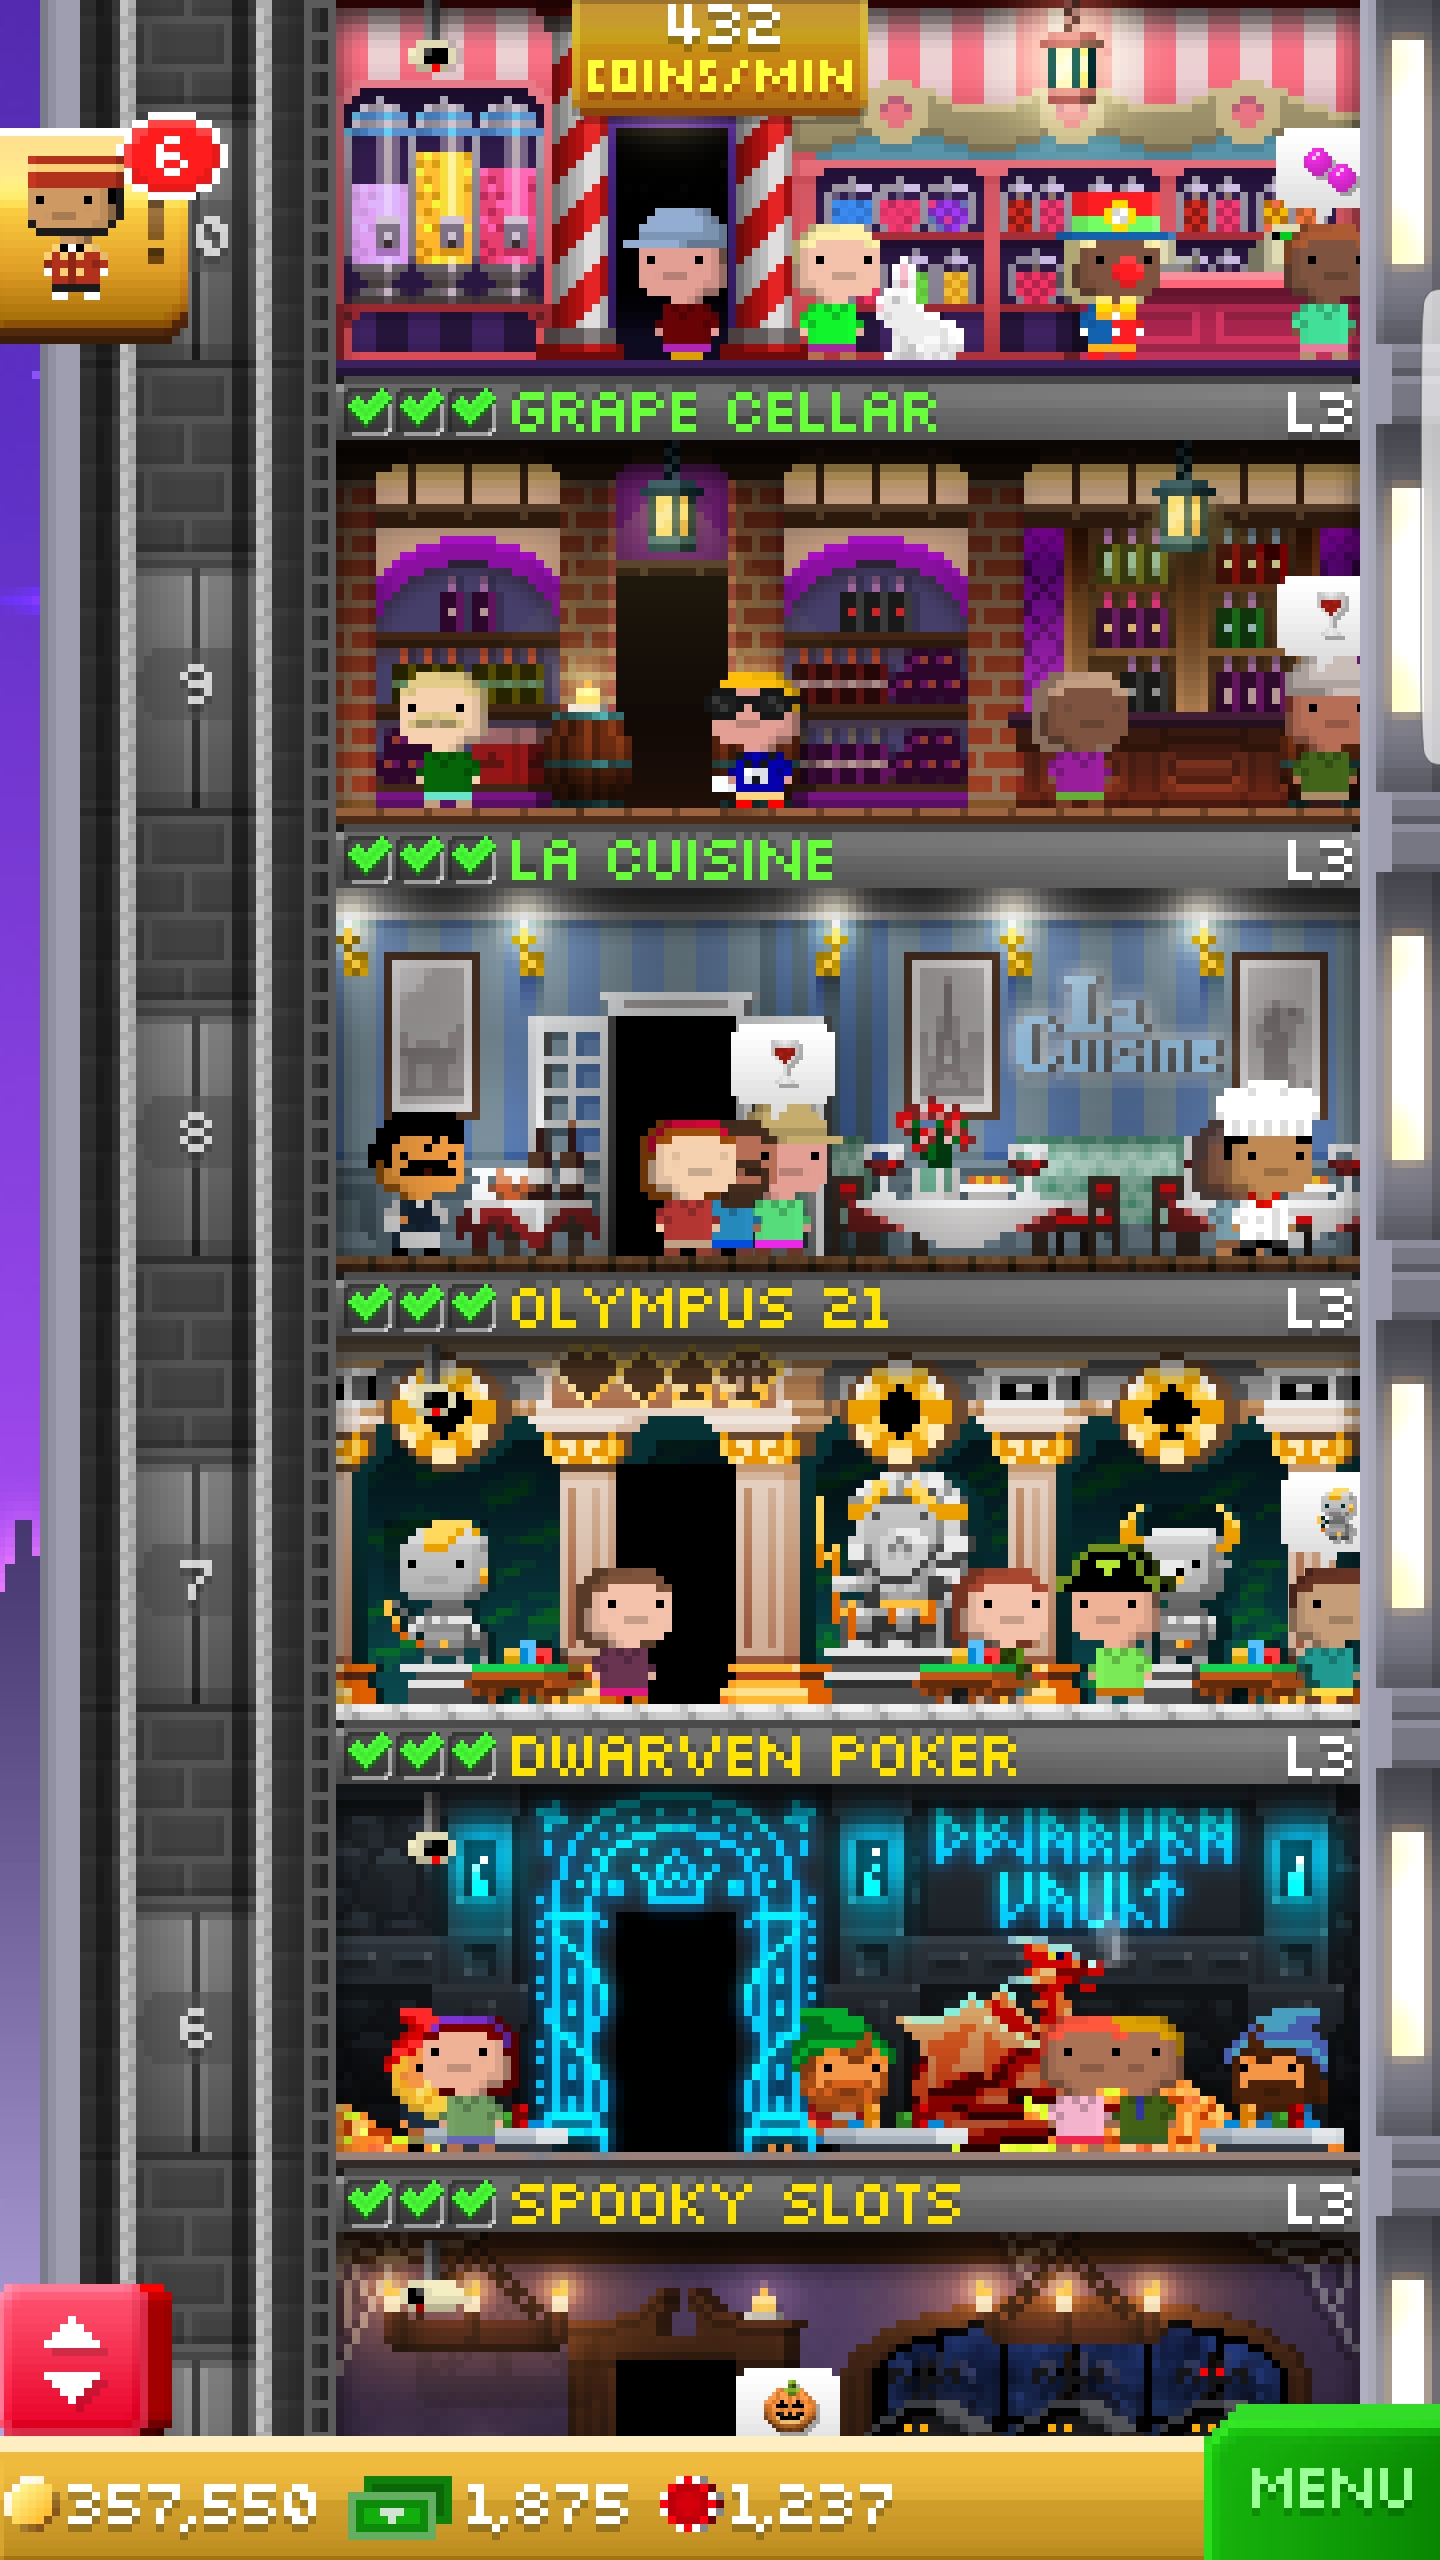 432
COINS/MIN
6
0
GRAPE CELLAR L3
9
LA CUISINE L3
La
Cuisine
8
OLYMPUS 21 L3
7
DWARVEN POKER L3
DWARVEN
VAULT
6
SPOOKY SLOTS L3
357,550 1,875 1,237
MENU